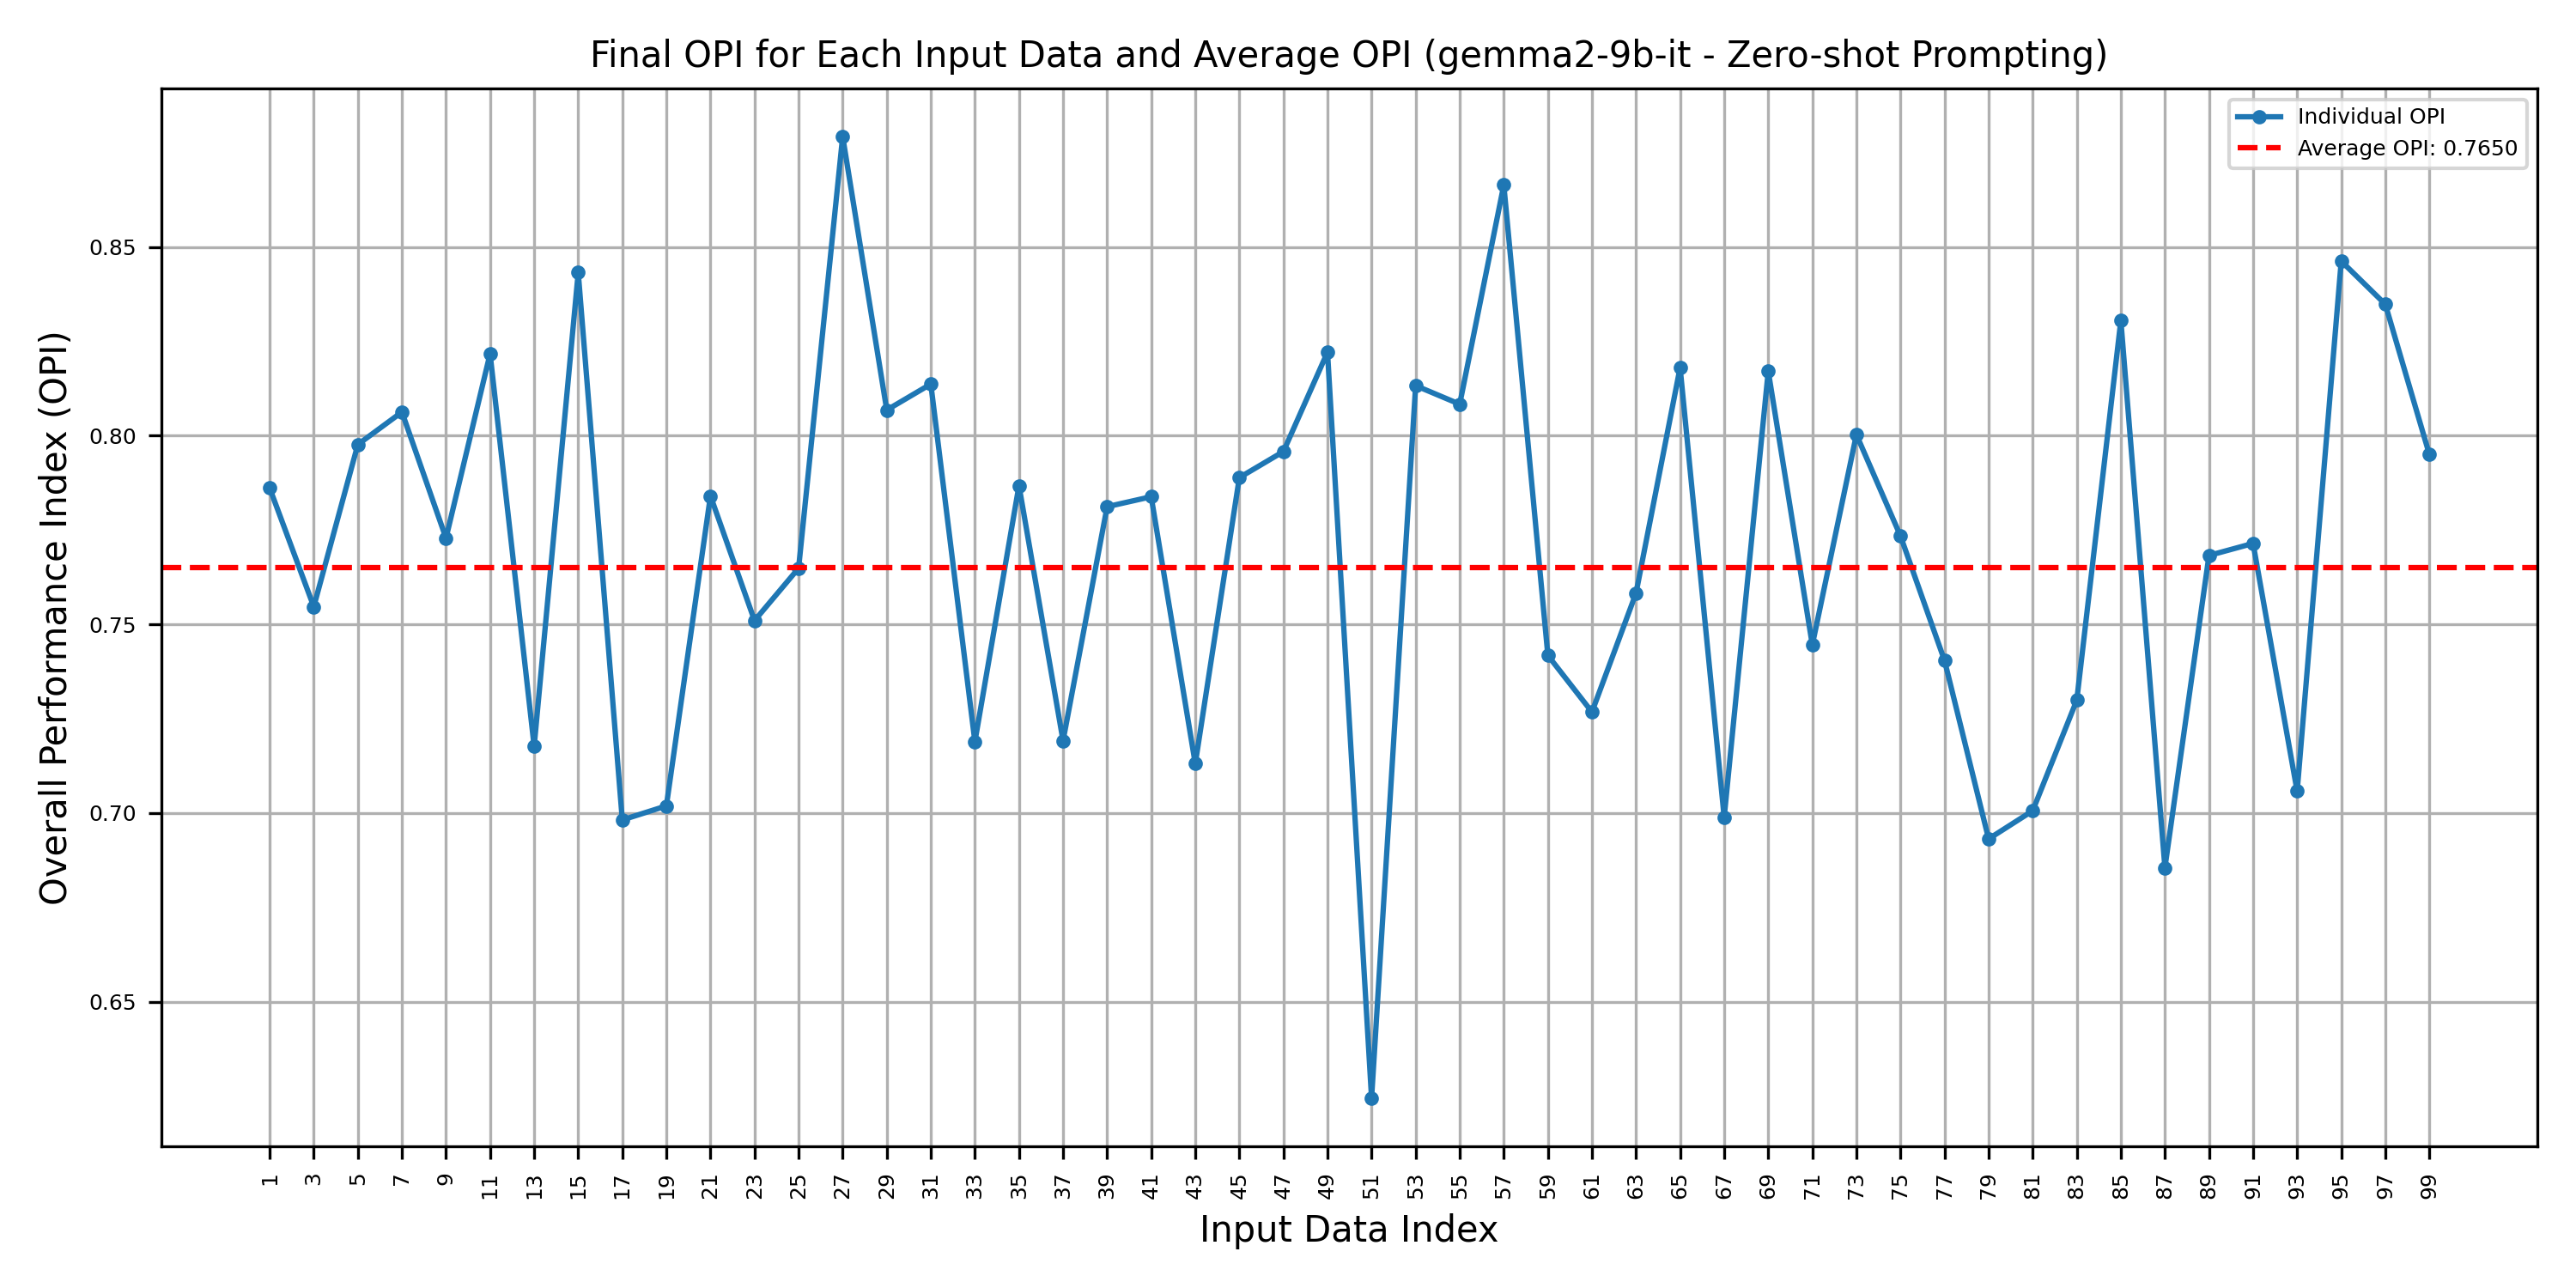 Final OPI for Each Input Data and Average OPI (gemma2-9b-it - Zero-shot Prompting)
Individual OPI
Average OPI: 0.7650
Overall Performance Index (OPI)
0.85
0.80
0.75
0.70
0.65
1 3 5 7 9 11 13 15 17 19 21 23 25 27 29 31 33 35 37 39 41 43 45 47 49 51 53 55 57 59 61 63 65 67 69 71 73 75 77 79 81 83 85 87 89 91 93 95 97 99
Input Data Index